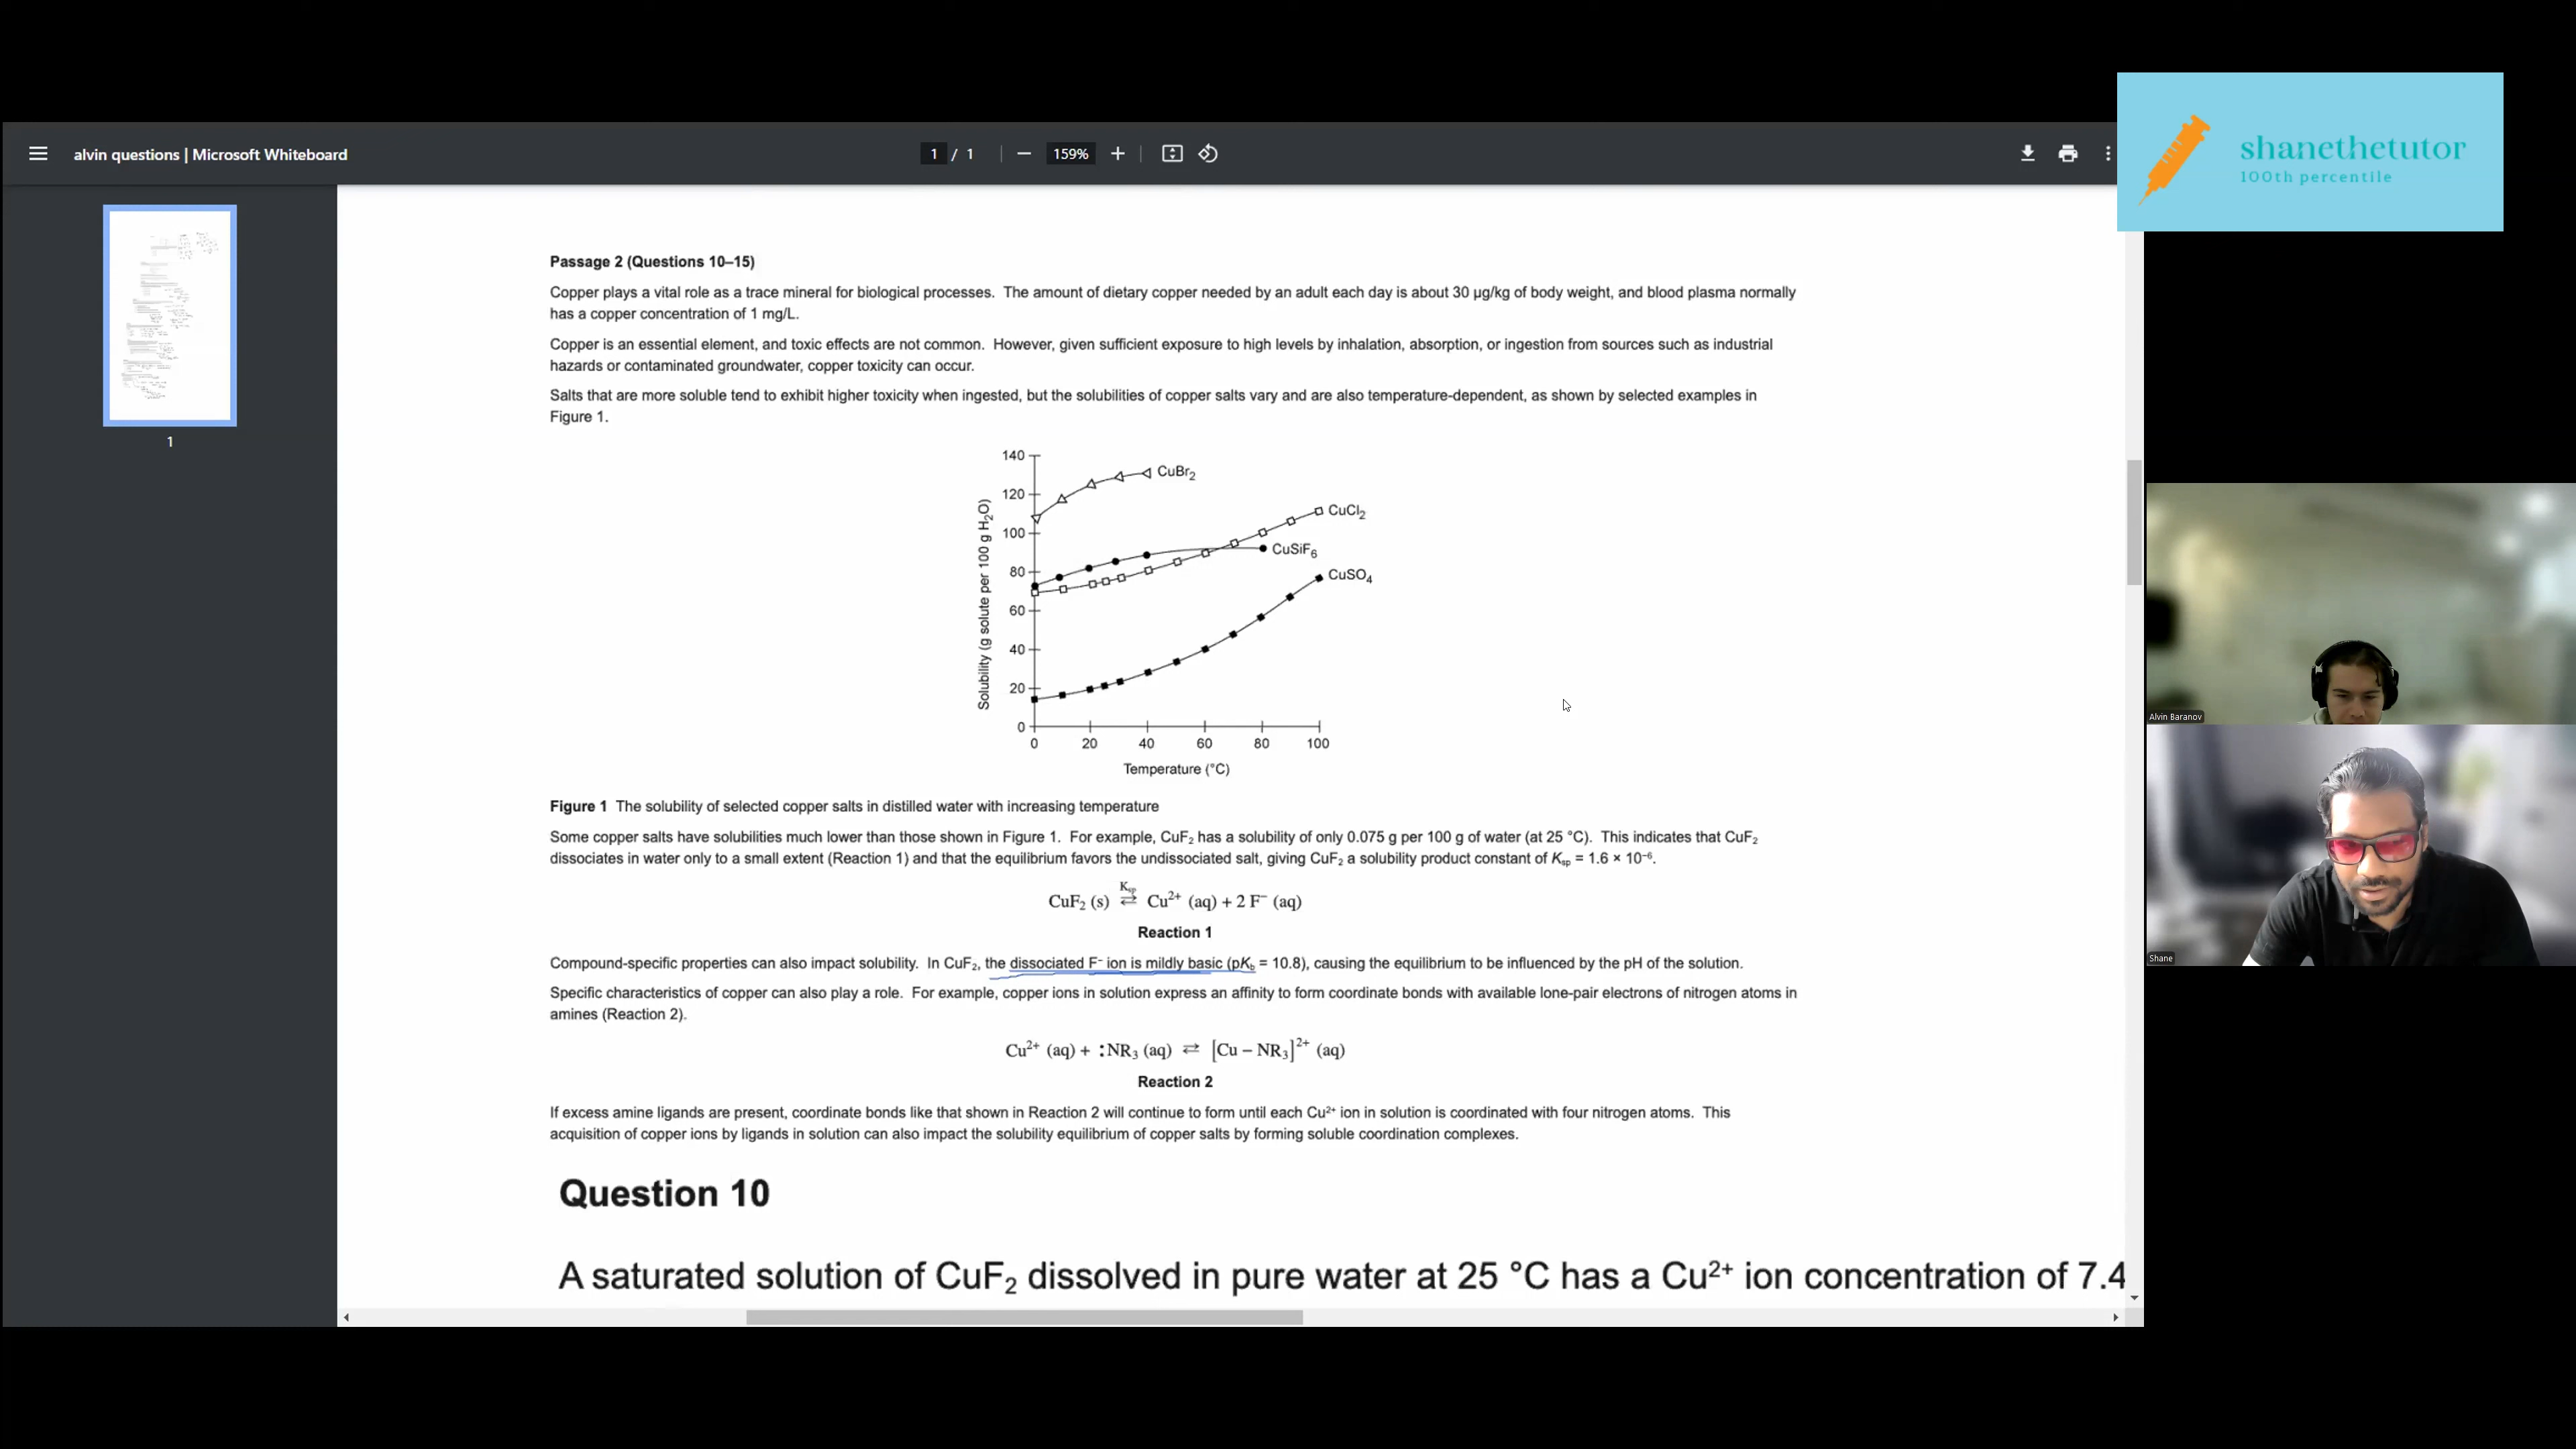 alvin questions | Microsoft Whiteboard
1 / 1
159%
shanethetutor
100th percentile
1
Passage 2 (Questions 10–15)
Copper plays a vital role as a trace mineral for biological processes. The amount of dietary copper needed by an adult each day is about 30 µg/kg of body weight, and blood plasma normally
has a copper concentration of 1 mg/L.
Copper is an essential element, and toxic effects are not common. However, given sufficient exposure to high levels by inhalation, absorption, or ingestion from sources such as industrial
hazards or contaminated groundwater, copper toxicity can occur.
Salts that are more soluble tend to exhibit higher toxicity when ingested, but the solubilities of copper salts vary and are also temperature-dependent, as shown by selected examples in
Figure 1.
Solubility (g solute per 100 g H₂O)
140
120
100
80
60
40
20
0
CuBr₂
CuCl₂
CuSiF₆
CuSO₄
0 20 40 60 80 100
Temperature (°C)
Figure 1 The solubility of selected copper salts in distilled water with increasing temperature
Some copper salts have solubilities much lower than those shown in Figure 1. For example, CuF₂ has a solubility of only 0.075 g per 100 g of water (at 25 °C). This indicates that CuF₂
dissociates in water only to a small extent (Reaction 1) and that the equilibrium favors the undissociated salt, giving CuF₂ a solubility product constant of Kₛₚ = 1.6 × 10⁻⁶.
Kₛₚ
CuF₂ (s) ⇄ Cu²⁺ (aq) + 2 F⁻ (aq)
Reaction 1
Compound-specific properties can also impact solubility. In CuF₂, the dissociated F⁻ ion is mildly basic (pK_b = 10.8), causing the equilibrium to be influenced by the pH of the solution.
Specific characteristics of copper can also play a role. For example, copper ions in solution express an affinity to form coordinate bonds with available lone-pair electrons of nitrogen atoms in
amines (Reaction 2).
Cu²⁺ (aq) + :NR₃ (aq) ⇄ [Cu – NR₃]²⁺ (aq)
Reaction 2
If excess amine ligands are present, coordinate bonds like that shown in Reaction 2 will continue to form until each Cu²⁺ ion in solution is coordinated with four nitrogen atoms. This
acquisition of copper ions by ligands in solution can also impact the solubility equilibrium of copper salts by forming soluble coordination complexes.
Question 10
A saturated solution of CuF₂ dissolved in pure water at 25 °C has a Cu²⁺ ion concentration of 7.4
Alvin Baranov
Shane